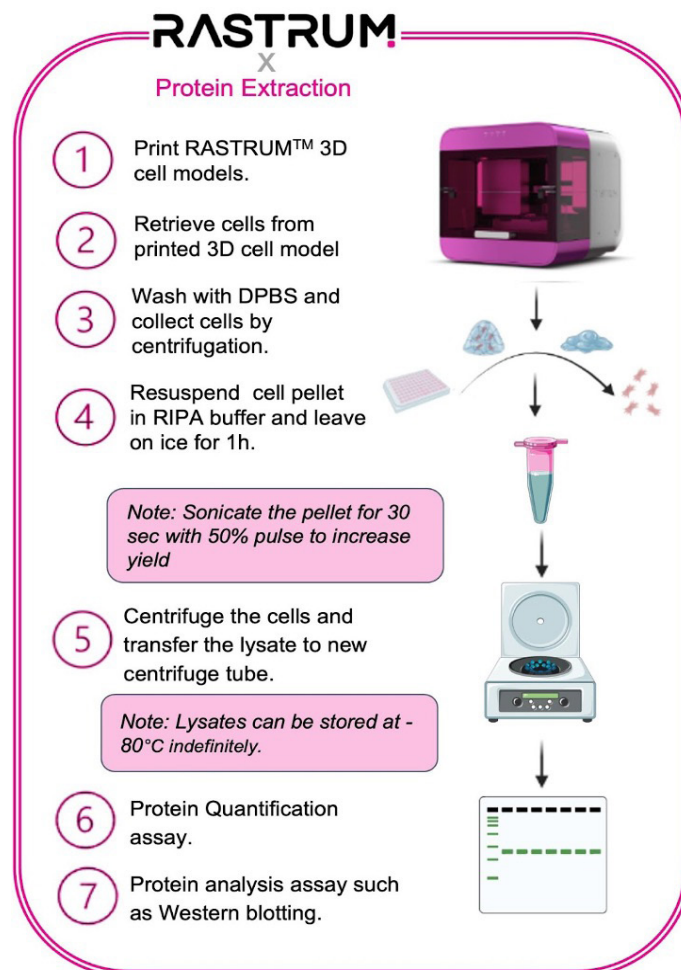 RASTRUM
X
Protein Extraction
1
Print RASTRUM™ 3D
cell models.
2
Retrieve cells from
printed 3D cell model
3
Wash with DPBS and
collect cells by
centrifugation.
4
Resuspend cell pellet
in RIPA buffer and leave
on ice for 1h.
Note: Sonicate the pellet for 30
sec with 50% pulse to increase
yield
5
Centrifuge the cells and
transfer the lysate to new
centrifuge tube.
Note: Lysates can be stored at -
80°C indefinitely.
6
Protein Quantification
assay.
7
Protein analysis assay such
as Western blotting.